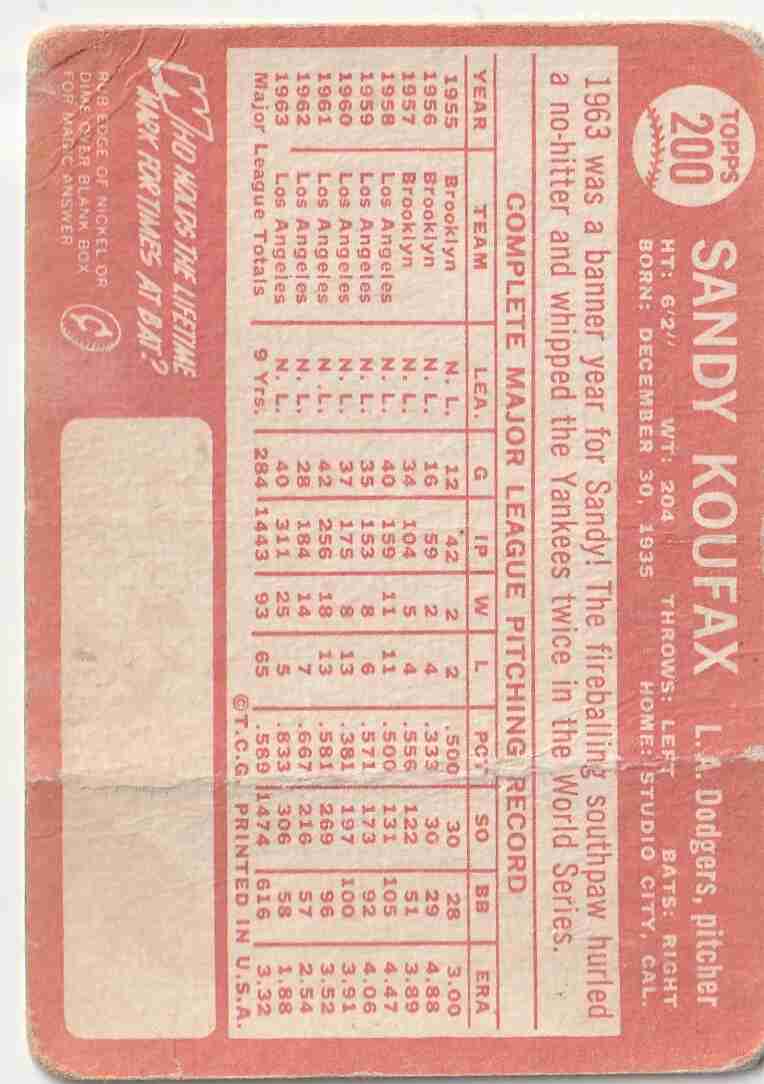 TOPPS
200
SANDY KOUFAX L. A. Dodgers, pitcher
HT: 6'2" WT: 204 THROWS: LEFT BATS: RIGHT
BORN: DECEMBER 30, 1935 HOME: STUDIO CITY, CAL.
1963 was a banner year for Sandy! The fireballing southpaw hurled
a no-hitter and whipped the Yankees twice in the World Series.
COMPLETE MAJOR LEAGUE PITCHING RECORD
YEAR TEAM LEA. G IP W L PCT SO BB ERA
1955 Brooklyn N. L. 12 42 2 2 .500 30 28 3.00
1956 Brooklyn N. L. 16 59 2 4 .333 30 29 4.88
1957 Brooklyn N. L. 34 104 5 4 .556 122 51 3.89
1958 Los Angeles N. L. 40 159 11 11 .500 131 105 4.47
1959 Los Angeles N. L. 35 153 8 6 .571 173 92 4.06
1960 Los Angeles N. L. 37 175 8 13 .381 197 100 3.91
1961 Los Angeles N. L. 42 256 18 13 .581 269 96 3.52
1962 Los Angeles N. L. 28 184 14 7 .667 216 57 2.54
1963 Los Angeles N. L. 40 311 25 5 .833 306 58 1.88
Major League Totals 9 Yrs. 284 1443 93 65 .589 1474 616 3.32
©T.C.G. PRINTED IN U.S.A.
WHO HOLDS THE LIFETIME
MARK FOR TIMES AT BAT?
RUB EDGE OF NICKEL OR
DIME OVER BLANK BOX
FOR MAGIC ANSWER